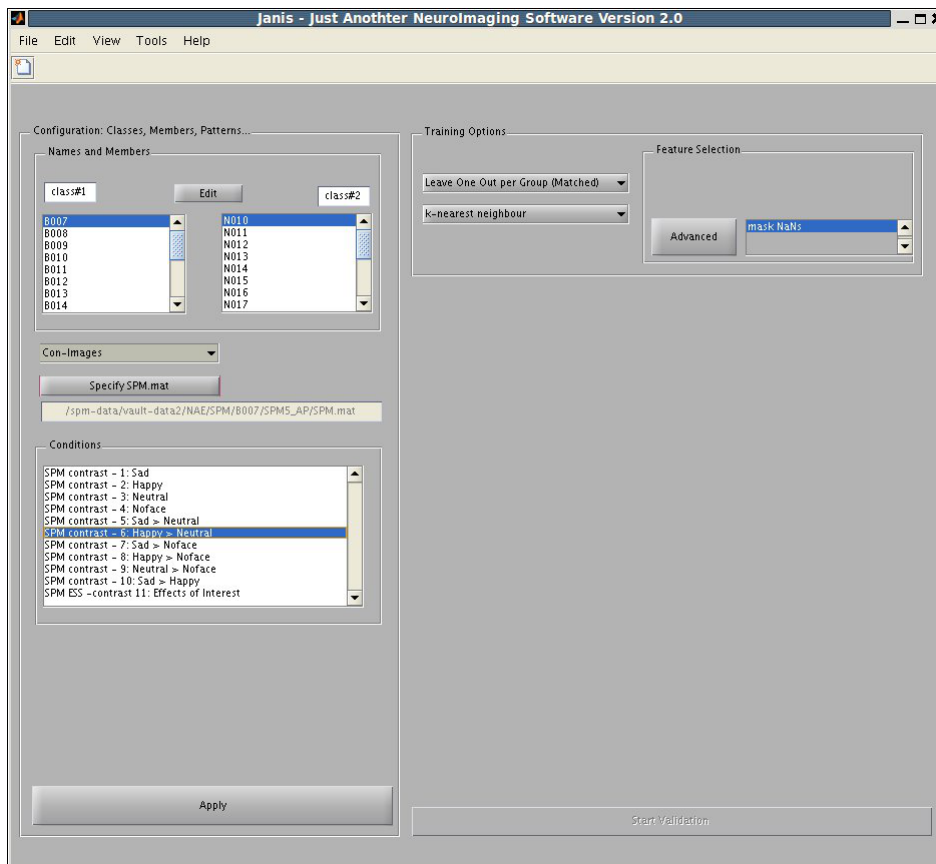 Janis - Just Anothter NeuroImaging Software Version 2.0
File Edit View Tools Help
Configuration: Classes, Members, Patterns...
Names and Members
class#1
Edit
class#2
B007
B008
B009
B010
B011
B012
B013
B014
N010
N011
N012
N013
N014
N015
N016
N017
Con-Images
Specify SPM.mat
/spm-data/vault-data2/NAE/SPM/B007/SPM5_AP/SPM.mat
Conditions
SPM contrast - 1: Sad
SPM contrast - 2: Happy
SPM contrast - 3: Neutral
SPM contrast - 4: Noface
SPM contrast - 5: Sad > Neutral
SPM contrast - 6: Happy > Neutral
SPM contrast - 7: Sad > Noface
SPM contrast - 8: Happy > Noface
SPM contrast - 9: Neutral > Noface
SPM contrast - 10: Sad > Happy
SPM ESS -contrast 11: Effects of Interest
Apply
Training Options
Leave One Out per Group (Matched)
k-nearest neighbour
Feature Selection
Advanced
mask NaNs
Start Validation